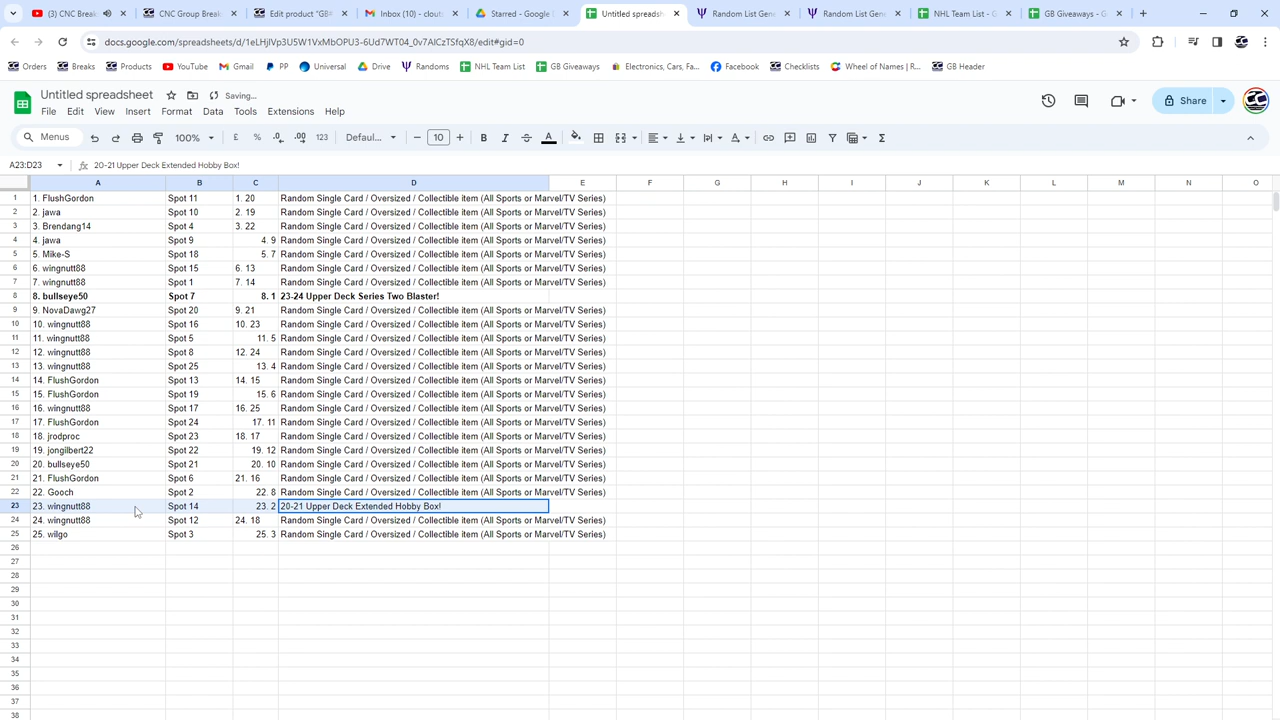 CNC Break
CNC Group Break
Edit product "GB#
Inbox (10) - cloutsr
Starred - Google D
Untitled spreadsh
Random List Gene
Random List Gene
NHL Team List - G
GB Giveaways - G
docs.google.com/spreadsheets/d/1eLHjIVp3U5W1VxMbOPU3-6Ud7WT04_0v7AlCzTSfqX8/edit#gid=0
Orders Breaks Products YouTube Gmail PP Universal Drive Randoms NHL Team List GB Giveaways Electronics, Cars, Fa... Facebook Checklists Wheel of Names | R... GB Header
Untitled spreadsheet Saving...
File Edit View Insert Format Data Tools Extensions Help
Share
Menus 100% £ % .0 .00 123 Defaul... 10 B I A Σ
A23:D23 fx 20-21 Upper Deck Extended Hobby Box!
A B C D E F G H I J K L M N O
1 1. FlushGordon Spot 11 1. 20 Random Single Card / Oversized / Collectible item (All Sports or Marvel/TV Series)
2 2. jawa Spot 10 2. 19 Random Single Card / Oversized / Collectible item (All Sports or Marvel/TV Series)
3 3. Brendang14 Spot 4 3. 22 Random Single Card / Oversized / Collectible item (All Sports or Marvel/TV Series)
4 4. jawa Spot 9 4. 9 Random Single Card / Oversized / Collectible item (All Sports or Marvel/TV Series)
5 5. Mike-S Spot 18 5. 7 Random Single Card / Oversized / Collectible item (All Sports or Marvel/TV Series)
6 6. wingnutt88 Spot 15 6. 13 Random Single Card / Oversized / Collectible item (All Sports or Marvel/TV Series)
7 7. wingnutt88 Spot 1 7. 14 Random Single Card / Oversized / Collectible item (All Sports or Marvel/TV Series)
8 8. bullseye50 Spot 7 8. 1 23-24 Upper Deck Series Two Blaster!
9 9. NovaDawg27 Spot 20 9. 21 Random Single Card / Oversized / Collectible item (All Sports or Marvel/TV Series)
10 10. wingnutt88 Spot 16 10. 23 Random Single Card / Oversized / Collectible item (All Sports or Marvel/TV Series)
11 11. wingnutt88 Spot 5 11. 5 Random Single Card / Oversized / Collectible item (All Sports or Marvel/TV Series)
12 12. wingnutt88 Spot 8 12. 24 Random Single Card / Oversized / Collectible item (All Sports or Marvel/TV Series)
13 13. wingnutt88 Spot 25 13. 4 Random Single Card / Oversized / Collectible item (All Sports or Marvel/TV Series)
14 14. FlushGordon Spot 13 14. 15 Random Single Card / Oversized / Collectible item (All Sports or Marvel/TV Series)
15 15. FlushGordon Spot 19 15. 6 Random Single Card / Oversized / Collectible item (All Sports or Marvel/TV Series)
16 16. wingnutt88 Spot 17 16. 25 Random Single Card / Oversized / Collectible item (All Sports or Marvel/TV Series)
17 17. FlushGordon Spot 24 17. 11 Random Single Card / Oversized / Collectible item (All Sports or Marvel/TV Series)
18 18. jrodproc Spot 23 18. 17 Random Single Card / Oversized / Collectible item (All Sports or Marvel/TV Series)
19 19. jongilbert22 Spot 22 19. 12 Random Single Card / Oversized / Collectible item (All Sports or Marvel/TV Series)
20 20. bullseye50 Spot 21 20. 10 Random Single Card / Oversized / Collectible item (All Sports or Marvel/TV Series)
21 21. FlushGordon Spot 6 21. 16 Random Single Card / Oversized / Collectible item (All Sports or Marvel/TV Series)
22 22. Gooch Spot 2 22. 8 Random Single Card / Oversized / Collectible item (All Sports or Marvel/TV Series)
23 23. wingnutt88 Spot 14 23. 2 20-21 Upper Deck Extended Hobby Box!
24 24. wingnutt88 Spot 12 24. 18 Random Single Card / Oversized / Collectible item (All Sports or Marvel/TV Series)
25 25. wilgo Spot 3 25. 3 Random Single Card / Oversized / Collectible item (All Sports or Marvel/TV Series)
26
27
28
29
30
31
32
33
34
35
36
37
38